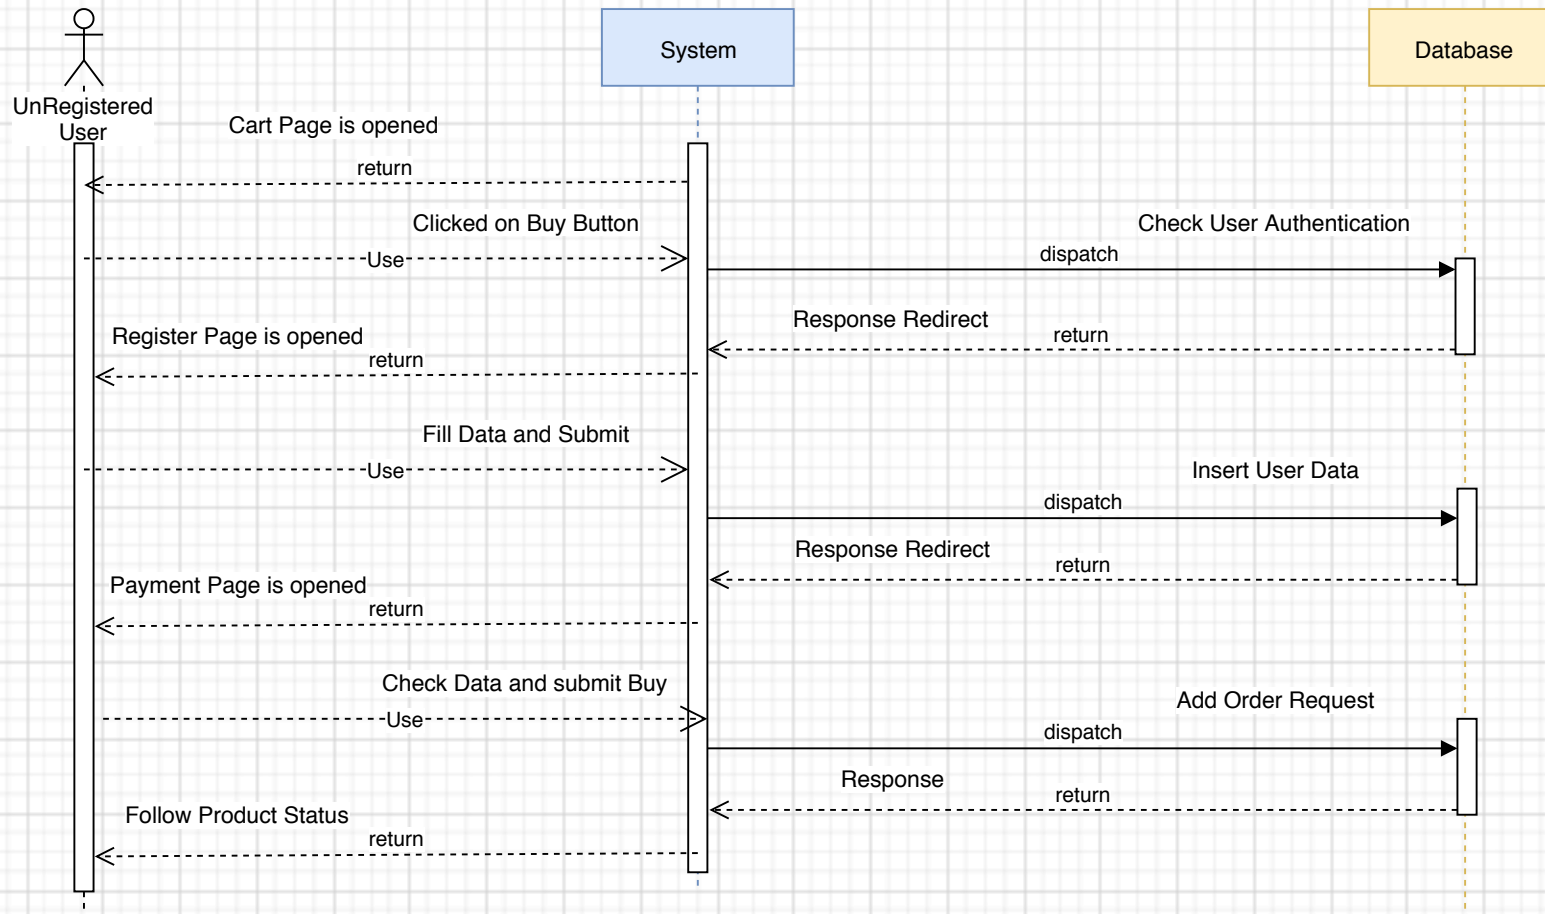 System
Database
UnRegistered
User
Cart Page is opened
return
Clicked on Buy Button
Check User Authentication
Use
dispatch
Response Redirect
return
Register Page is opened
return
Fill Data and Submit
Use
Insert User Data
dispatch
Response Redirect
return
Payment Page is opened
return
Check Data and submit Buy
Use
Add Order Request
dispatch
Response
return
Follow Product Status
return